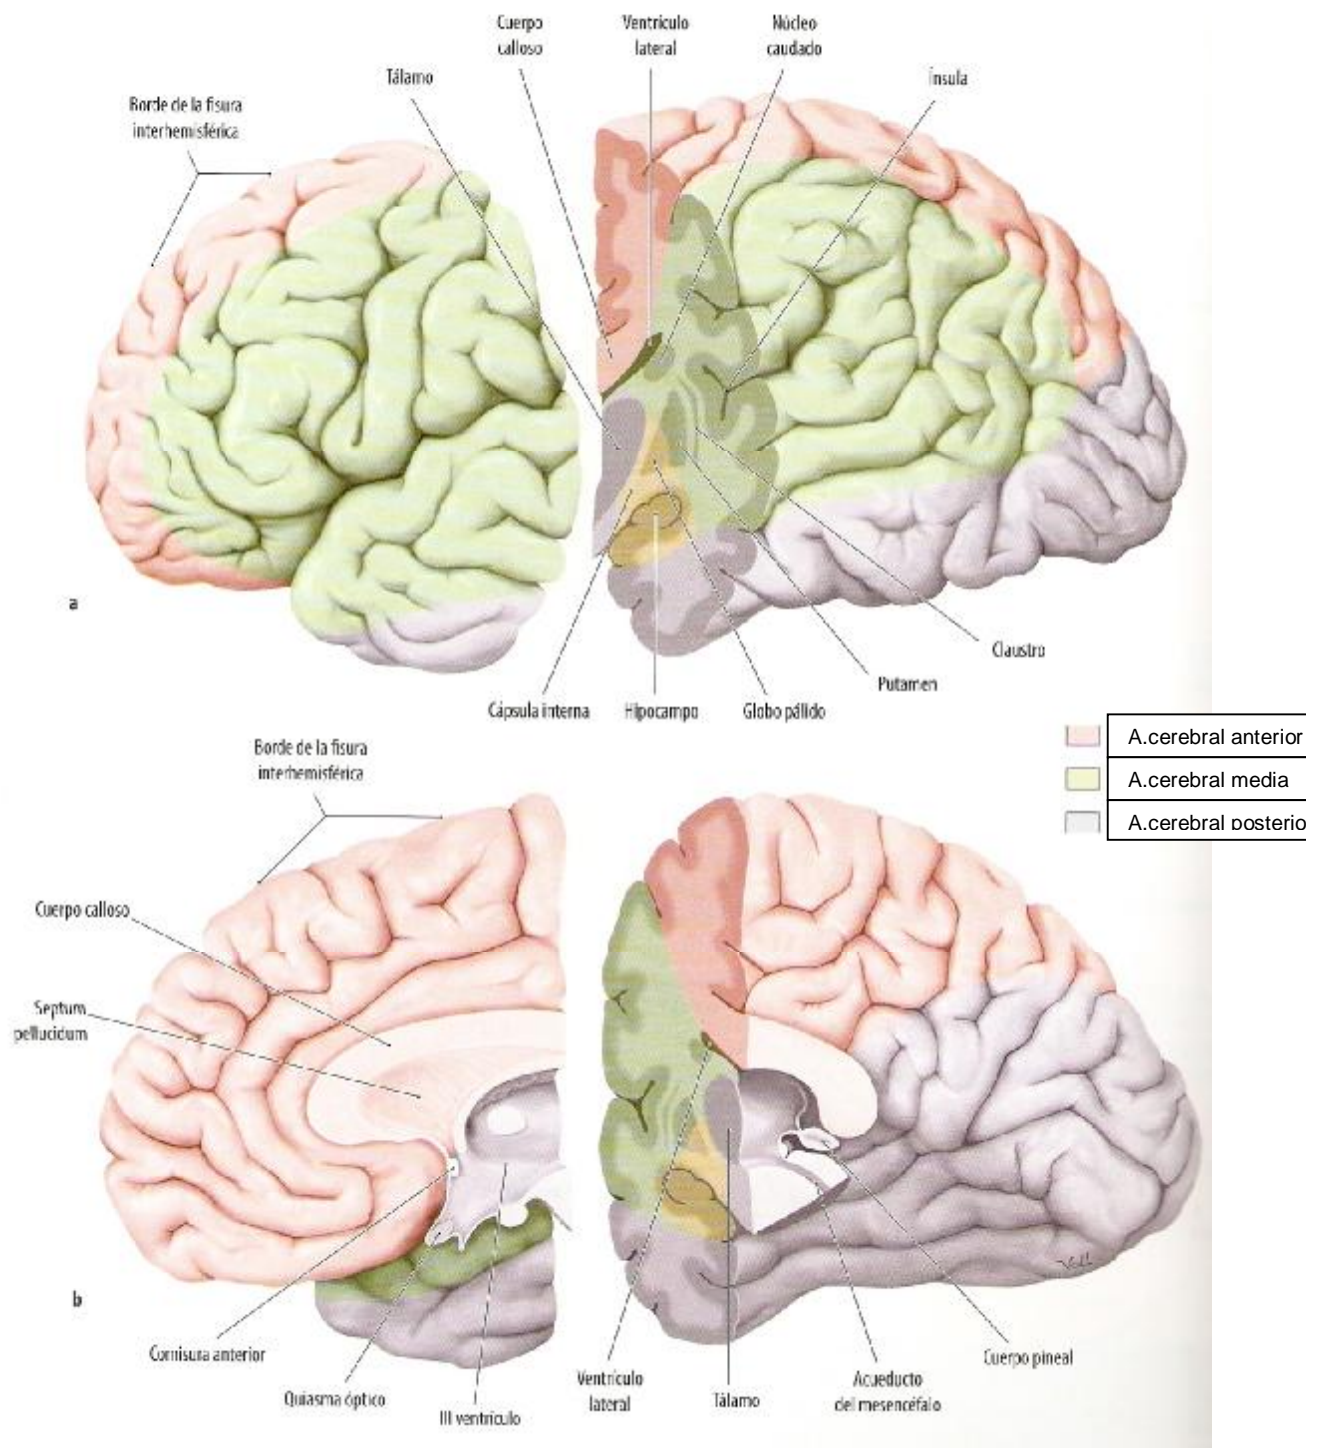 Cuerpo
calloso
Ventrículo
lateral
Núcleo
caudado
Tálamo
Ínsula
Borde de la fisura
interhemisférica
a
Claustro
Putamen
Cápsula interna
Hipocampo
Globo pálido
A.cerebral anterior
A.cerebral media
A.cerebral posterio
Borde de la fisura
interhemisférica
Cuerpo calloso
Septum
pellucidum
b
Comisura anterior
Quiasma óptico
III ventrículo
Ventrículo
lateral
Tálamo
Acueducto
del mesencéfalo
Cuerpo pineal